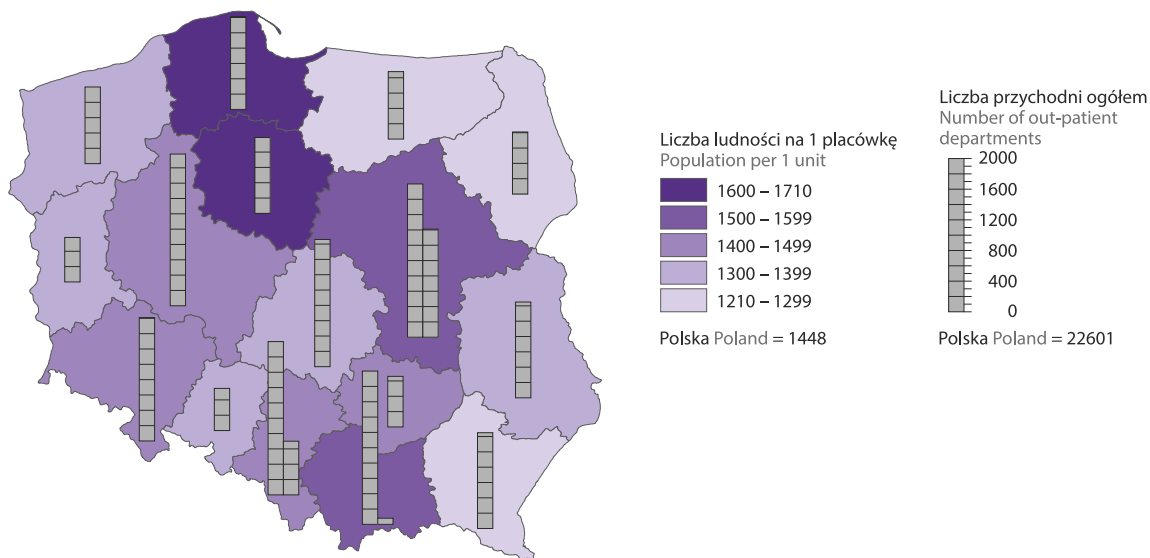 Liczba ludności na 1 placówkę
Population per 1 unit
1600 – 1710
1500 – 1599
1400 – 1499
1300 – 1399
1210 – 1299
Polska Poland = 1448
Liczba przychodni ogółem
Number of out-patient
departments
2000
1600
1200
800
400
0
Polska Poland = 22601